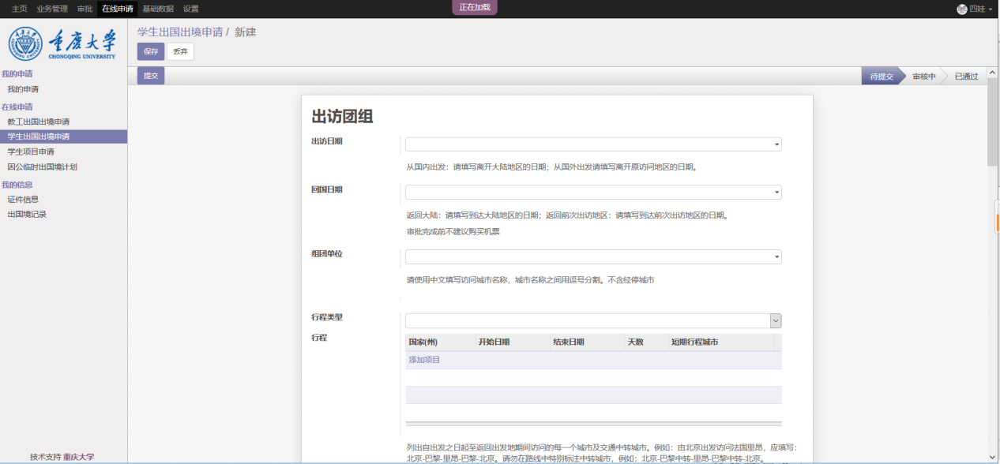 主页 业务管理 审批 在线申请 基础数据 设置
正在加载
四娃
重庆大学
CHONGQING UNIVERSITY
学生出国出境申请 / 新建
保存 丢弃
提交
待提交 审核中 已通过
我的申请
我的申请
在线申请
教工出国出境申请
学生出国出境申请
学生项目申请
因公临时出国境计划
我的信息
证件信息
出国境记录
技术支持 重庆大学
出访团组
出访日期
从国内出发：请填写离开大陆地区的日期；从国外出发请填写离开原访问地区的日期。
回国日期
返回大陆：请填写到达大陆地区的日期；返回前次出访地区：请填写到达前次出访地区的日期。
审批完成前不建议购买机票
组团单位
请使用中文填写访问城市名称，城市名称之间用逗号分割。不含经停城市
行程类型
行程
国家(州) 开始日期 结束日期 天数 短期行程城市
添加项目
列出自出发之日起至返回出发地期间访问的每一个城市及交通中转城市。例如：由北京出发访问法国里昂，应填写：
北京-巴黎-里昂-巴黎-北京。请勿在路线中特别标注中转城市，例如：北京-巴黎中转-里昂-巴黎中转-北京。